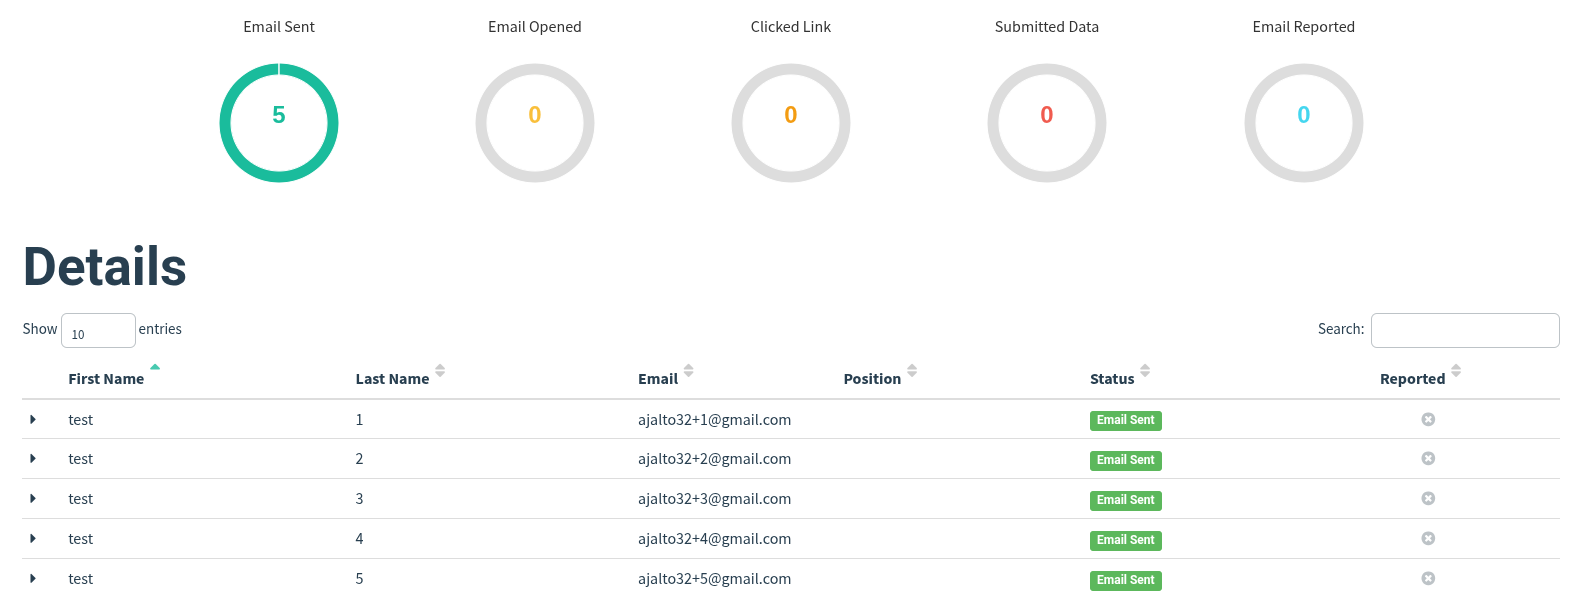 Email Sent Email Opened Clicked Link Submitted Data Email Reported
5 0 0 0 0
Details
Show 10 entries Search:
First Name Last Name Email Position Status Reported
test 1 ajalto32+1@gmail.com Email Sent
test 2 ajalto32+2@gmail.com Email Sent
test 3 ajalto32+3@gmail.com Email Sent
test 4 ajalto32+4@gmail.com Email Sent
test 5 ajalto32+5@gmail.com Email Sent